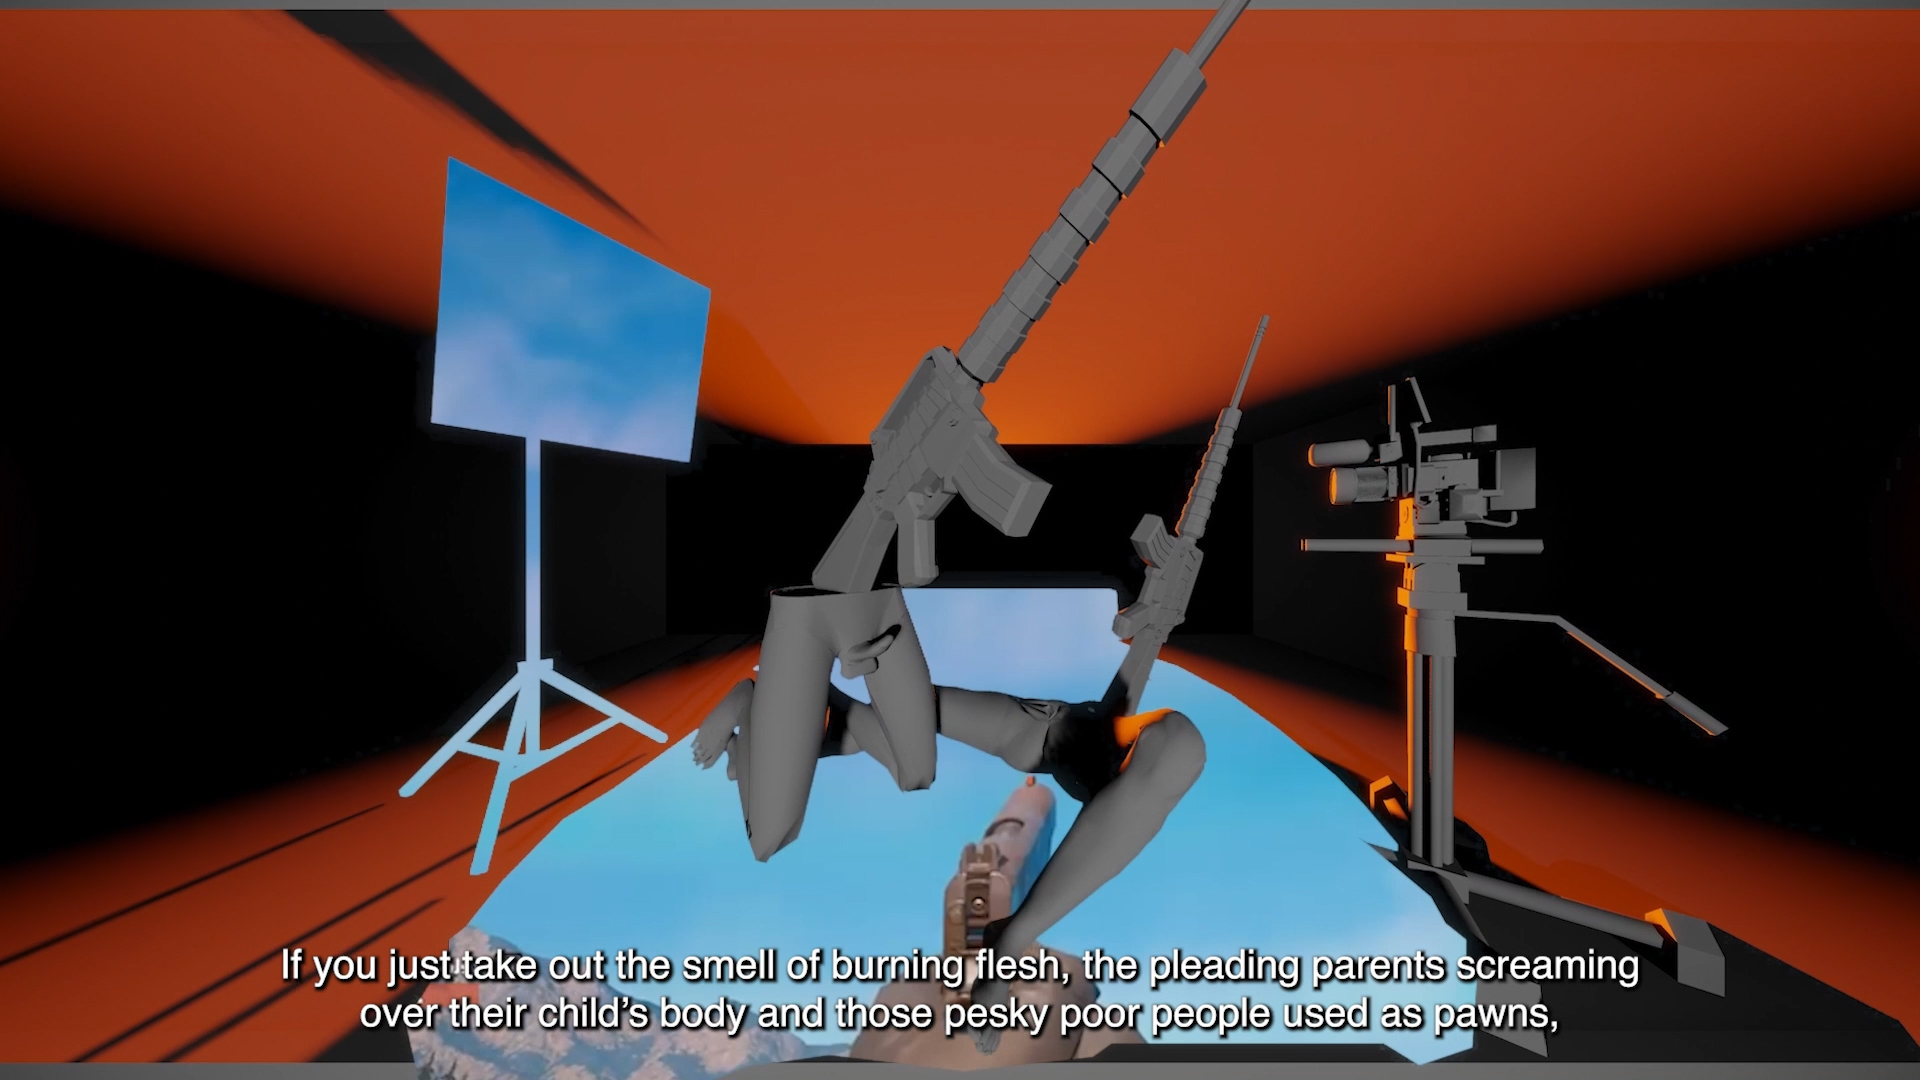 If you just take out the smell of burning flesh, the pleading parents screaming
over their child’s body and those pesky poor people used as pawns,